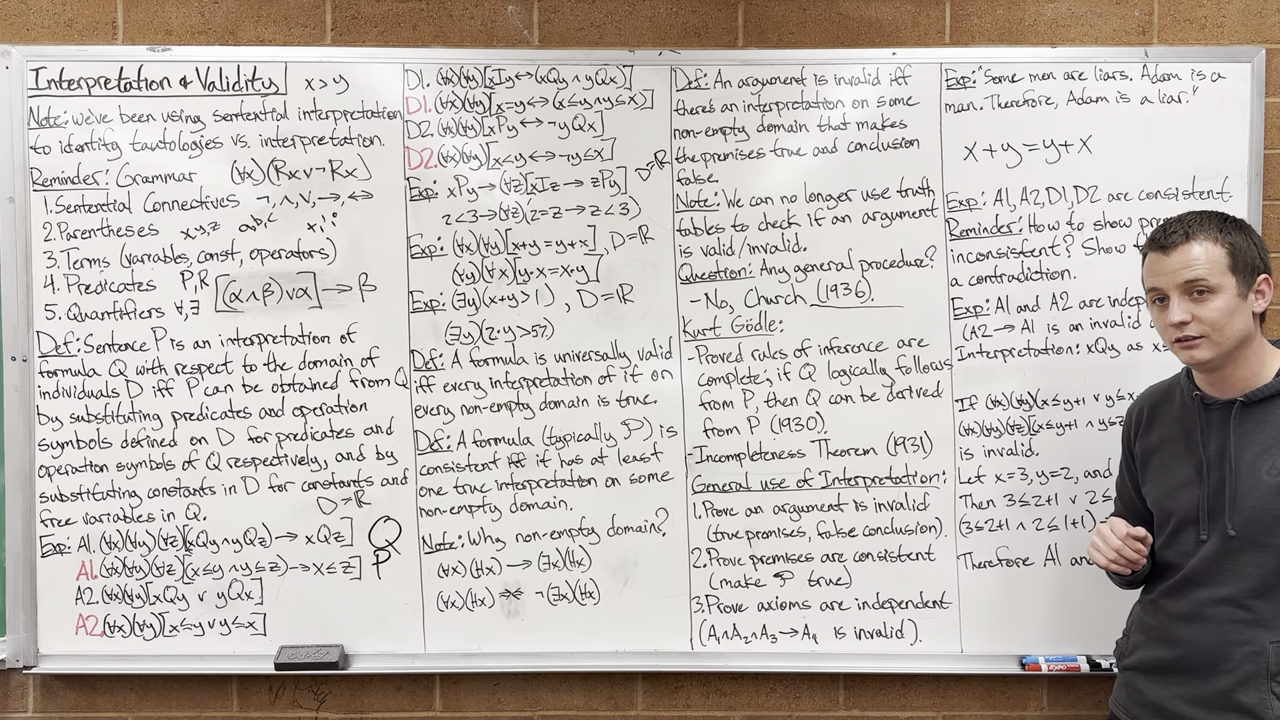 Interpretation & Validity x>y
Note: we've been using sentential interpretation
to identify tautologies vs. interpretation.
Reminder: Grammar (∀x)(Rx∨¬Rx)
1. Sentential Connectives ¬,∧,∨,→,↔
2. Parentheses x,y,z a,b,c
3. Terms (variables, const, operators)
4. Predicates P,R [(α∧β)∨α]→β
5. Quantifiers ∀,∃
Def: Sentence P is an interpretation of
formula Q with respect to the domain of
individuals D iff P can be obtained from Q
by substituting predicates and operation
symbols defined on D for predicates and
operation symbols of Q respectively, and by
substituting constants in D for constants and
free variables in Q. D=ℝ
Exp: A1. (∀x)(∀y)(∀z)[xQy∧yQz)→xQz] Q
A1. (∀x)(∀y)(∀z)[x≤y∧y≤z)→x≤z] P
A2. (∀x)(∀y)[xQy ∨ yQx]
A2. (∀x)(∀y)[x≤y∨y≤x]
D1. (∀x)(∀y)[xIy↔(xQy∧yQx)]
D1. (∀x)(∀y)[x=y↔(x≤y∧y≤x)]
D2. (∀x)(∀y)[xPy↔¬yQx]
D2. (∀x)(∀y)[x<y↔¬y≤x]
Exp: xPy→(∀z)[xIz→zPy] D=ℝ
2<3→(∀z)(2=z→z<3)
Exp: (∀x)(∀y)[x+y=y+x], D=ℝ
(∀y)(∀x)[y·x=x·y]
Exp: (∃y)(x+y>1), D=ℝ
(∃y)(2·y>57)
Def: A formula is universally valid
iff every interpretation of it on
every non-empty domain is true.
Def: A formula (typically P) is
consistent iff it has at least
one true interpretation on some
non-empty domain.
Note: Why non-empty domain?
(∀x)(Hx)→(∃x)(Hx)
(∀x)(Hx) ¬(∃x)(Hx)
Def: An argument is invalid iff
there's an interpretation on some
non-empty domain that makes
the premises true and conclusion
false.
Note: We can no longer use truth
tables to check if an argument
is valid/invalid.
Question: Any general procedure?
-No, Church (1936).
Kurt Gödle:
-Proved rules of inference are
complete; if Q logically follows
from P, then Q can be derived
from P (1930).
-Incompleteness Theorem (1931)
General use of Interpretation:
1. Prove an argument is invalid
(true premises, false conclusion).
2. Prove premises are consistent
(make P true)
3. Prove axioms are independent
(A₁∧A₂∧A₃→A₄ is invalid).
Exp: "Some men are liars. Adam is a
man. Therefore, Adam is a liar."
x+y=y+x
Exp: A1, A2, D1, D2 are consistent.
Reminder: How to show
inconsistent? Show
a contradiction.
Exp: A1 and A2 are
(A2→A1 is an invalid
Interpretation: xQy as
If (∀x)(∀y)(x≤y+1 ∨ y≤x
(∀x)(∀y)(∀z)[(x≤y+1 ∧ y≤z
is invalid.
Let x=3, y=2, and
Then 3≤2+1 ∨ 2≤
(3≤2+1 ∧ 2≤1+1)
Therefore A1 and